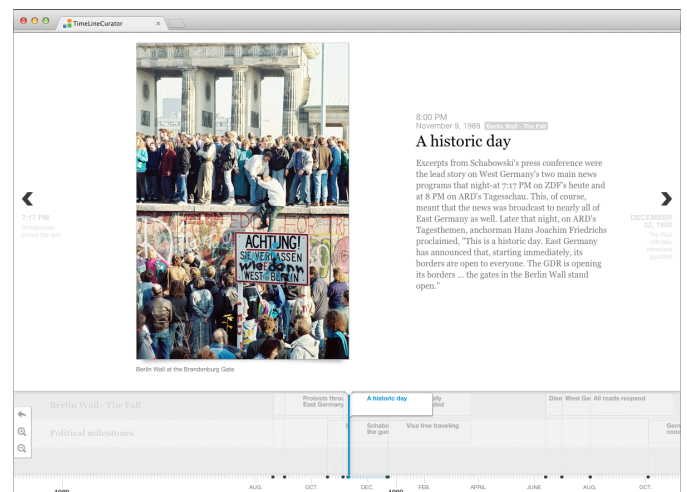 TimeLineCurator
8:00 PM
November 9, 1989 Berlin Wall - The Fall
A historic day
Excerpts from Schabowski's press conference were
the lead story on West Germany's two main news
programs that night-at 7:17 PM on ZDF's heute and
at 8 PM on ARD's Tagesschau. This, of course,
meant that the news was broadcast to nearly all of
East Germany as well. Later that night, on ARD's
Tagesthemen, anchorman Hans Joachim Friedrichs
proclaimed, "This is a historic day. East Germany
has announced that, starting immediately, its
borders are open to everyone. The GDR is opening
its borders ... the gates in the Berlin Wall stand
open."
7:17 PM
Schabowski
jumps the gun
DECEMBER
22, 1989
The Wall
officially
ACHTUNG!
SIE VERLASSEN
WEST BERLIN
Berlin Wall at the Brandenburg Gate
Berlin Wall - The Fall
Protests throu
East Germany
A historic day
West Ge
All roads reopend
Political milestones
Schabo
the gun
Visa free traveling
Germ
conc
1989 AUG. OCT. DEC. 1990 FEB. APRIL JUNE AUG. OCT.